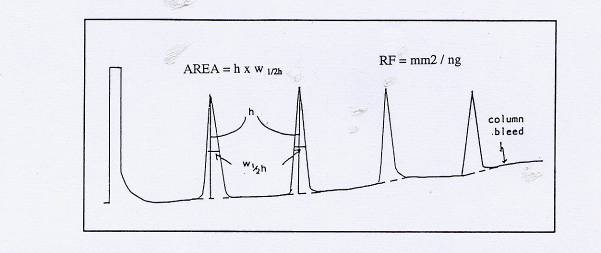 AREA = h x w 1/2h
RF = mm2 / ng
h
w½h
column
.bleed